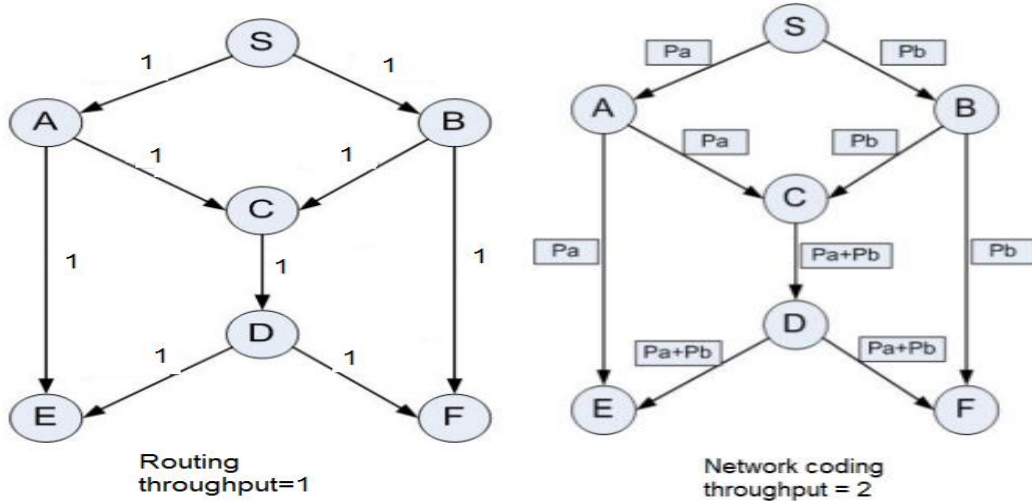 S
1
1
A
B
1
1
C
1
1
1
D
1
1
E
F
Routing
throughput=1
S
Pa
Pb
A
B
Pa
Pb
C
Pa
Pa+Pb
Pb
D
Pa+Pb
Pa+Pb
E
F
Network coding
throughput = 2